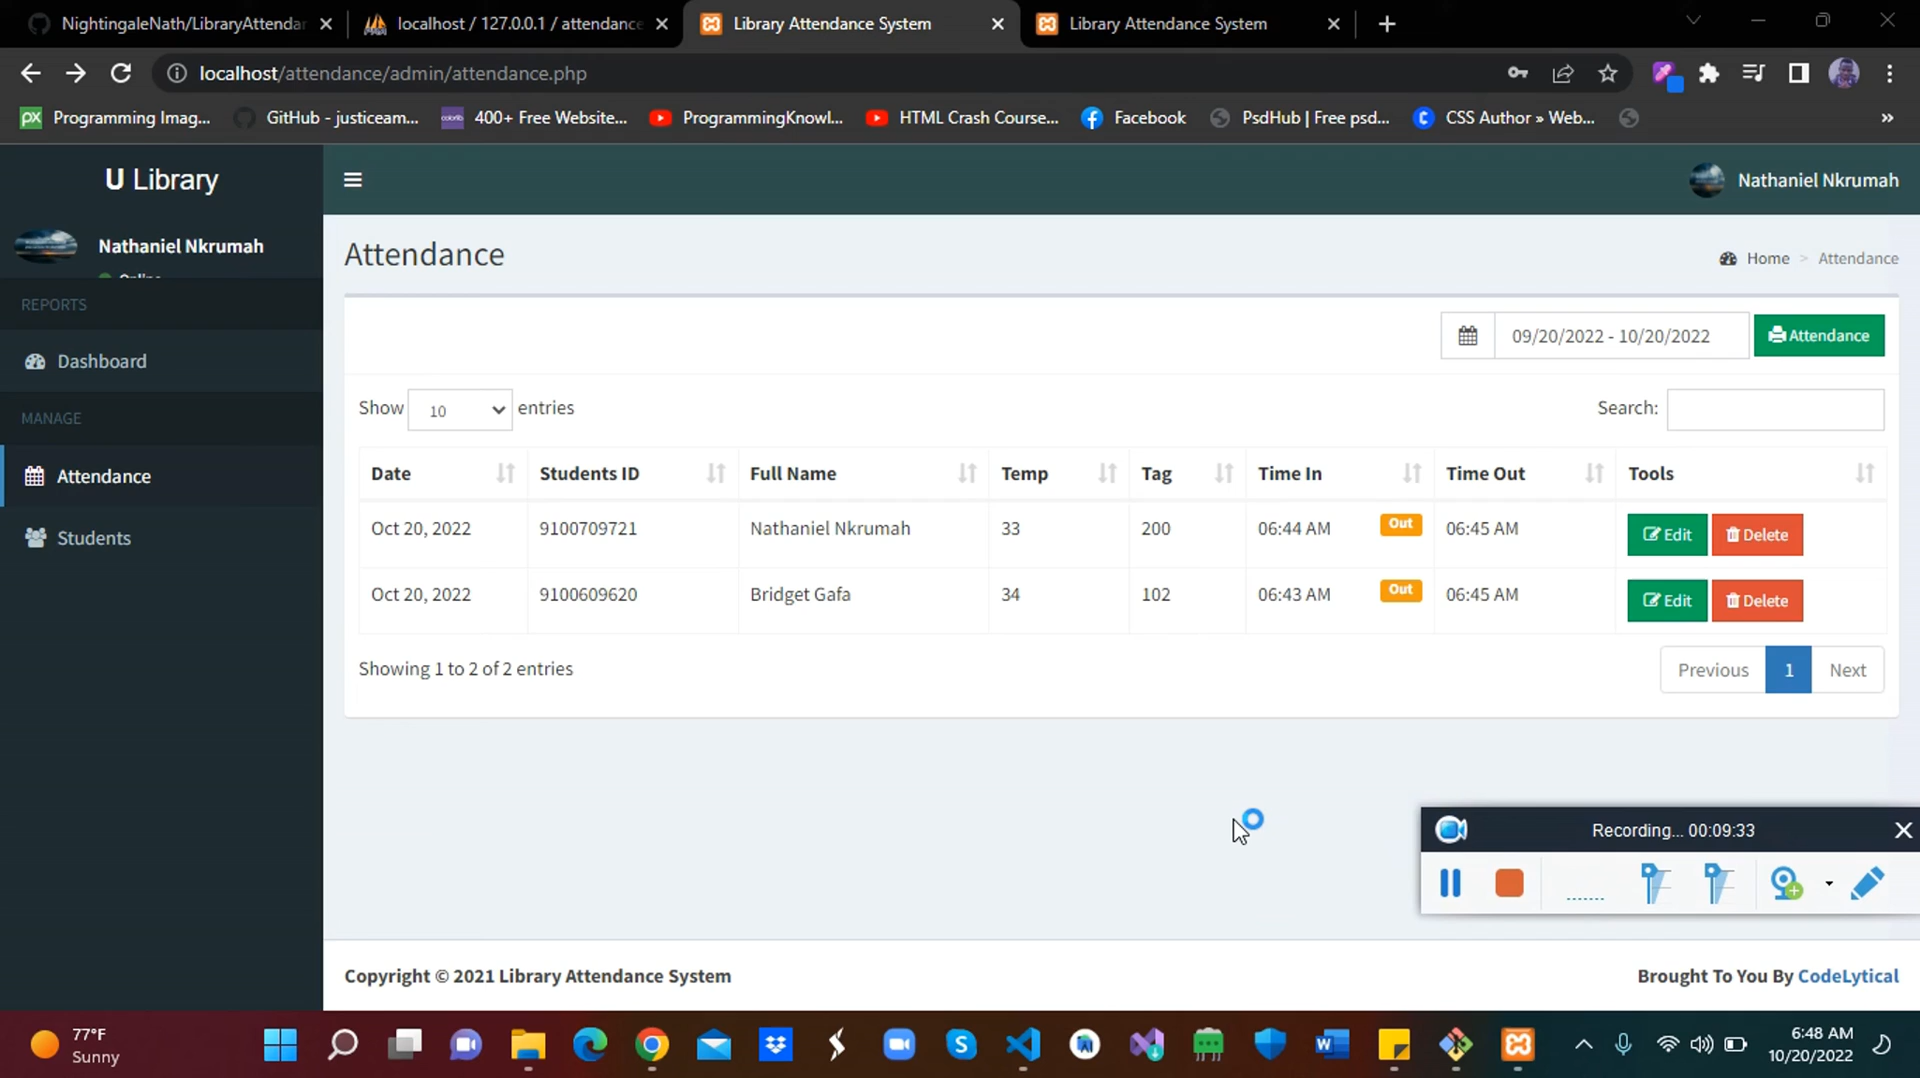 NightingaleNath/LibraryAttendar
localhost / 127.0.0.1 / attendance
Library Attendance System
Library Attendance System
localhost/attendance/admin/attendance.php
Programming Imag...
GitHub - justiceam...
400+ Free Website...
ProgrammingKnowl...
HTML Crash Course...
Facebook
PsdHub | Free psd...
CSS Author » Web...
U Library
Nathaniel Nkrumah
Nathaniel Nkrumah
Online
REPORTS
Dashboard
MANAGE
Attendance
Students
Attendance
Home > Attendance
09/20/2022 - 10/20/2022
Attendance
Show 10 entries
Search:
Date Students ID Full Name Temp Tag Time In Time Out Tools
Oct 20, 2022 9100709721 Nathaniel Nkrumah 33 200 06:44 AM Out 06:45 AM Edit Delete
Oct 20, 2022 9100609620 Bridget Gafa 34 102 06:43 AM Out 06:45 AM Edit Delete
Showing 1 to 2 of 2 entries
Previous 1 Next
Recording... 00:09:33
Copyright © 2021 Library Attendance System
Brought To You By CodeLytical
77°F
Sunny
6:48 AM
10/20/2022